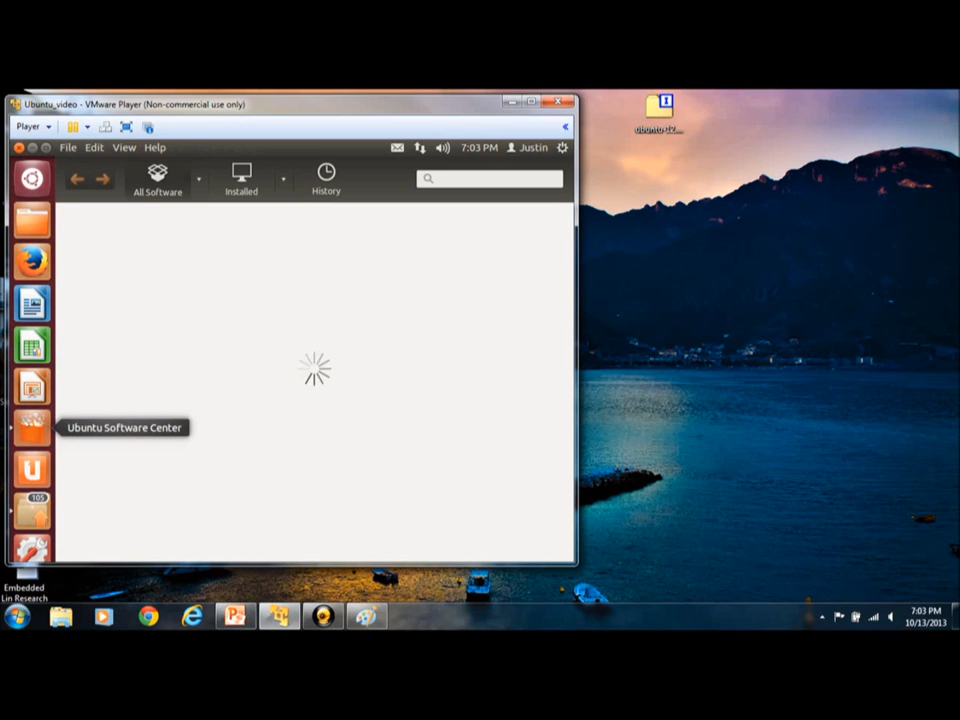 Ubuntu_video - VMware Player (Non-commercial use only)
Player
File Edit View Help
7:03 PM Justin
All Software
Installed
History
Ubuntu Software Center
105
Embedded
Lin Research
7:03 PM
10/13/2013